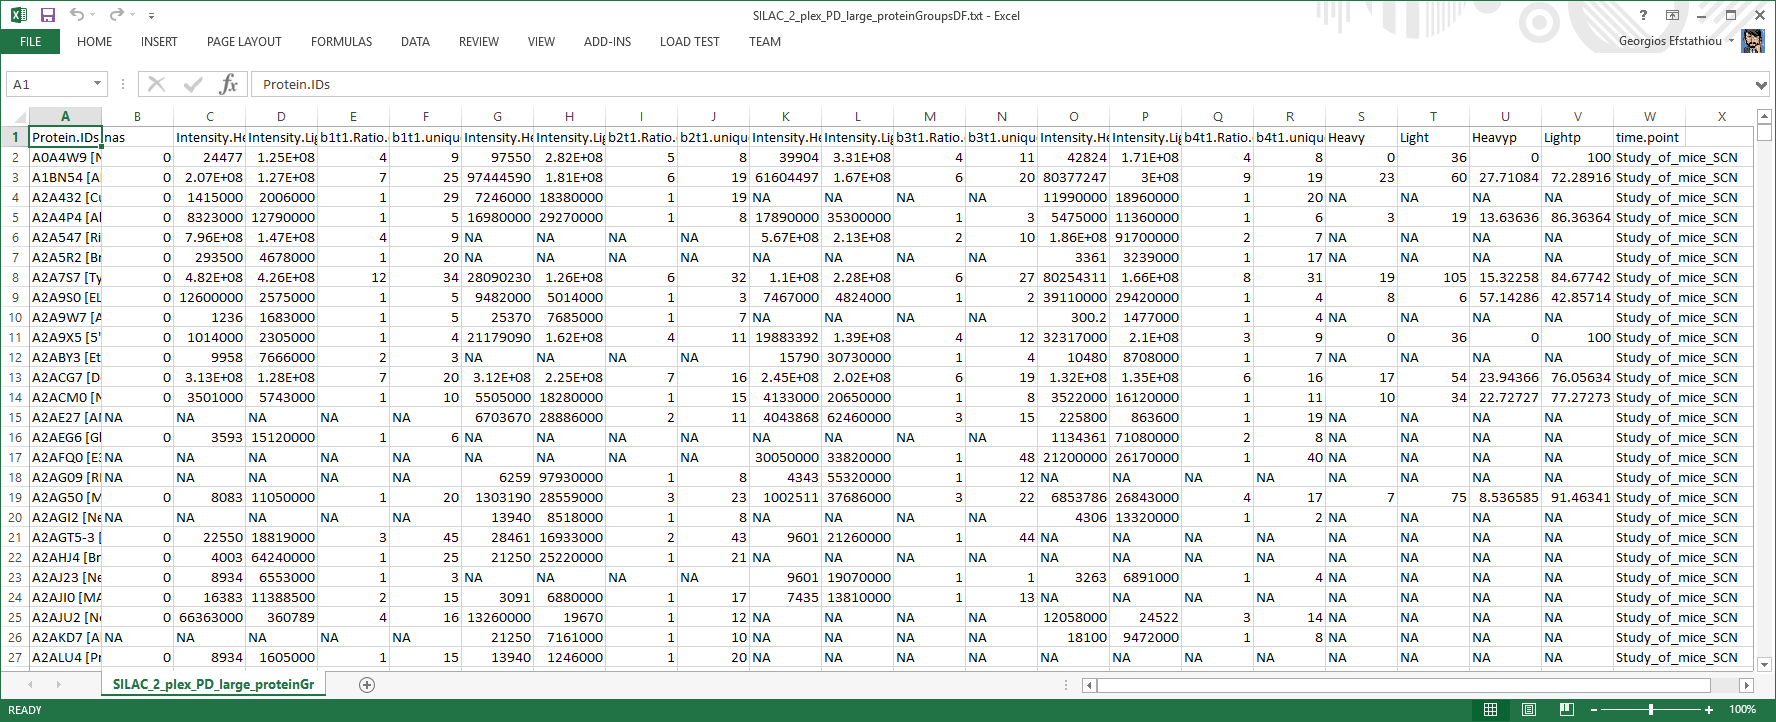 SILAC_2_plex_PD_large_proteinGroupsDF.txt - Excel
?
FILE HOME INSERT PAGE LAYOUT FORMULAS DATA REVIEW VIEW ADD-INS LOAD TEST TEAM Georgios Efstathiou
A1 fx Protein.IDs
A B C D E F G H I J K L M N O P Q R S T U V W X
1 Protein.IDs nas Intensity.He Intensity.Lig b1t1.Ratio. b1t1.unique Intensity.He Intensity.Lig b2t1.Ratio. b2t1.unique Intensity.He Intensity.Lig b3t1.Ratio. b3t1.unique Intensity.He Intensity.Lig b4t1.Ratio. b4t1.unique Heavy Light Heavyp Lightp time.point
2 A0A4W9 [N 0 24477 1.25E+08 4 9 97550 2.82E+08 5 8 39904 3.31E+08 4 11 42824 1.71E+08 4 8 0 36 0 100 Study_of_mice_SCN
3 A1BN54 [A 0 2.07E+08 1.27E+08 7 25 97444590 1.81E+08 6 19 61604497 1.67E+08 6 20 80377247 3E+08 9 19 23 60 27.71084 72.28916 Study_of_mice_SCN
4 A2A432 [Cu 0 1415000 2006000 1 29 7246000 18380000 1 19 NA NA NA NA 11990000 18960000 1 20 NA NA NA NA Study_of_mice_SCN
5 A2A4P4 [Al 0 8323000 12790000 1 5 16980000 29270000 1 8 17890000 35300000 1 3 5475000 11360000 1 6 3 19 13.63636 86.36364 Study_of_mice_SCN
6 A2A547 [Ri 0 7.96E+08 1.47E+08 4 9 NA NA NA NA 5.67E+08 2.13E+08 2 10 1.86E+08 91700000 2 7 NA NA NA NA Study_of_mice_SCN
7 A2A5R2 [Br 0 293500 4678000 1 20 NA NA NA NA NA NA NA NA 3361 3239000 1 17 NA NA NA NA Study_of_mice_SCN
8 A2A7S7 [Ty 0 4.82E+08 4.26E+08 12 34 28090230 1.26E+08 6 32 1.1E+08 2.28E+08 6 27 80254311 1.66E+08 8 31 19 105 15.32258 84.67742 Study_of_mice_SCN
9 A2A9S0 [EL 0 12600000 2575000 1 5 9482000 5014000 1 3 7467000 4824000 1 2 39110000 29420000 1 4 8 6 57.14286 42.85714 Study_of_mice_SCN
10 A2A9W7 [A 0 1236 1683000 1 5 25370 7685000 1 7 NA NA NA NA 300.2 1477000 1 4 NA NA NA NA Study_of_mice_SCN
11 A2A9X5 [5' 0 1014000 2305000 1 4 21179090 1.62E+08 4 11 19883392 1.39E+08 4 12 32317000 2.1E+08 3 9 0 36 0 100 Study_of_mice_SCN
12 A2ABY3 [Et 0 9958 7666000 2 3 NA NA NA NA 15790 30730000 1 4 10480 8708000 1 7 NA NA NA NA Study_of_mice_SCN
13 A2ACG7 [D 0 3.13E+08 1.28E+08 7 20 3.12E+08 2.25E+08 7 16 2.45E+08 2.02E+08 6 19 1.32E+08 1.35E+08 6 16 17 54 23.94366 76.05634 Study_of_mice_SCN
14 A2ACM0 [N 0 3501000 5743000 1 10 5505000 18280000 1 15 4133000 20650000 1 8 3522000 16120000 1 11 10 34 22.72727 77.27273 Study_of_mice_SCN
15 A2AE27 [Al NA NA NA NA NA 6703670 28886000 2 11 4043868 62460000 3 15 225800 863600 1 19 NA NA NA NA Study_of_mice_SCN
16 A2AEG6 [Gl 0 3593 15120000 1 6 NA NA NA NA NA NA NA NA 1134361 71080000 2 8 NA NA NA NA Study_of_mice_SCN
17 A2AFQ0 [E3 NA NA NA NA NA NA NA NA NA 30050000 33820000 1 48 21200000 26170000 1 40 NA NA NA NA Study_of_mice_SCN
18 A2AG09 [RI NA NA NA NA NA 6259 97930000 1 8 4343 55320000 1 12 NA NA NA NA NA NA NA NA Study_of_mice_SCN
19 A2AG50 [M 0 8083 11050000 1 20 1303190 28559000 3 23 1002511 37686000 3 22 6853786 26843000 4 17 7 75 8.536585 91.46341 Study_of_mice_SCN
20 A2AGI2 [Ne NA NA NA NA NA 13940 8518000 1 8 NA NA NA NA 4306 13320000 1 2 NA NA NA NA Study_of_mice_SCN
21 A2AGT5-3 [ 0 22550 18819000 3 45 28461 16933000 2 43 9601 21260000 1 44 NA NA NA NA NA NA NA NA Study_of_mice_SCN
22 A2AHJ4 [Br 0 4003 64240000 1 25 21250 25220000 1 21 NA NA NA NA NA NA NA NA NA NA NA NA Study_of_mice_SCN
23 A2AJ23 [Ne 0 8934 6553000 1 3 NA NA NA NA 9601 19070000 1 1 3263 6891000 1 4 NA NA NA NA Study_of_mice_SCN
24 A2AJI0 [MA 0 16383 11388500 2 15 3091 6880000 1 17 7435 13810000 1 13 NA NA NA NA NA NA NA NA Study_of_mice_SCN
25 A2AJU2 [Ne 0 66363000 360789 4 16 13260000 19670 1 12 NA NA NA NA 12058000 24522 3 14 NA NA NA NA Study_of_mice_SCN
26 A2AKD7 [A NA NA NA NA NA 21250 7161000 1 10 NA NA NA NA 18100 9472000 1 8 NA NA NA NA Study_of_mice_SCN
27 A2ALU4 [Pr 0 8934 1605000 1 15 13940 1246000 1 20 NA NA NA NA NA NA NA NA NA NA NA NA Study_of_mice_SCN
SILAC_2_plex_PD_large_proteinGr
READY 100%